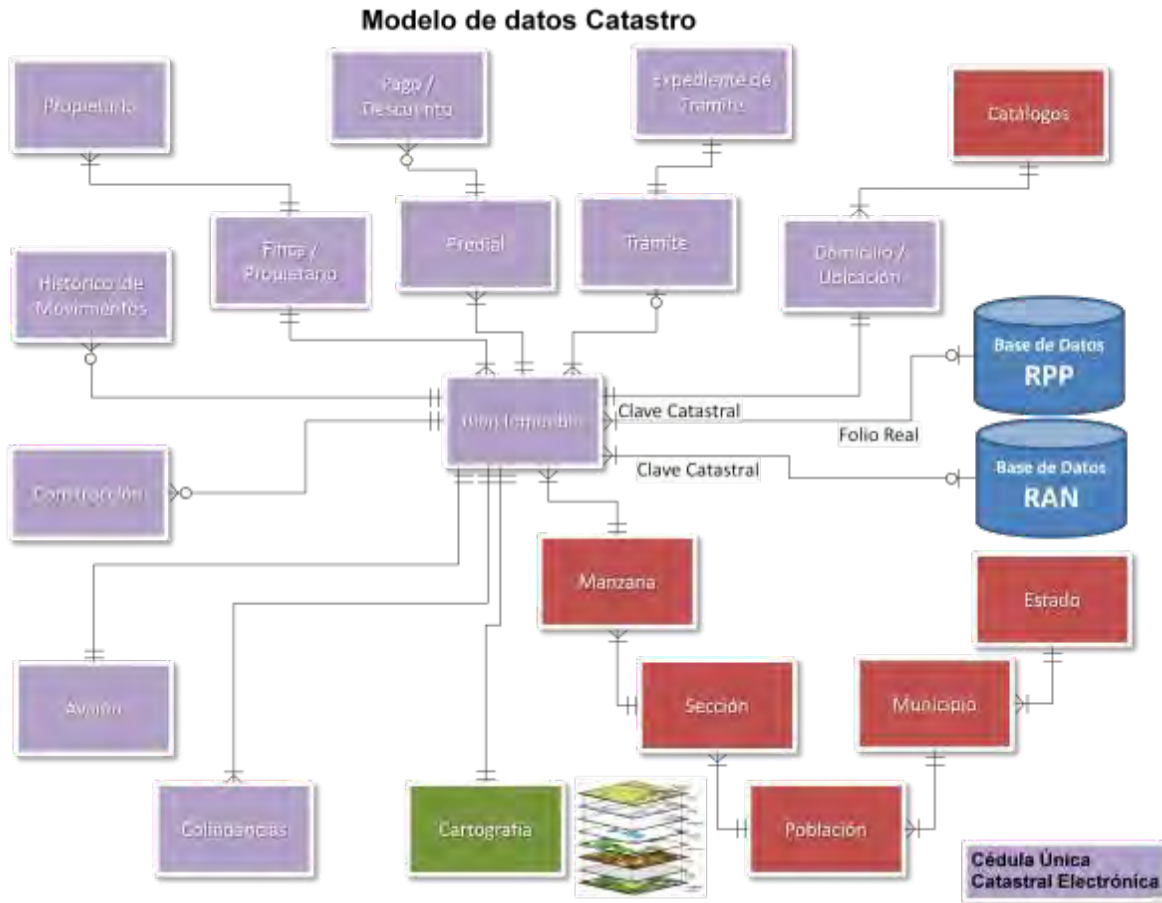 Modelo de datos Catastro
Propietario
Pago /
Descuento
Expediente de
Tramite
Catálogos
Finca /
Propietario
Predial
Trámite
Domicilio /
Ubicación
Histórico de
Movimientos
Base de Datos
RPP
Clave Catastral
Folio Real
Clave Catastral
Base de Datos
RAN
Construcción
Manzana
Estado
Avalúo
Sección
Municipio
Colindancias
Cartografía
Población
Cédula Única
Catastral Electrónica